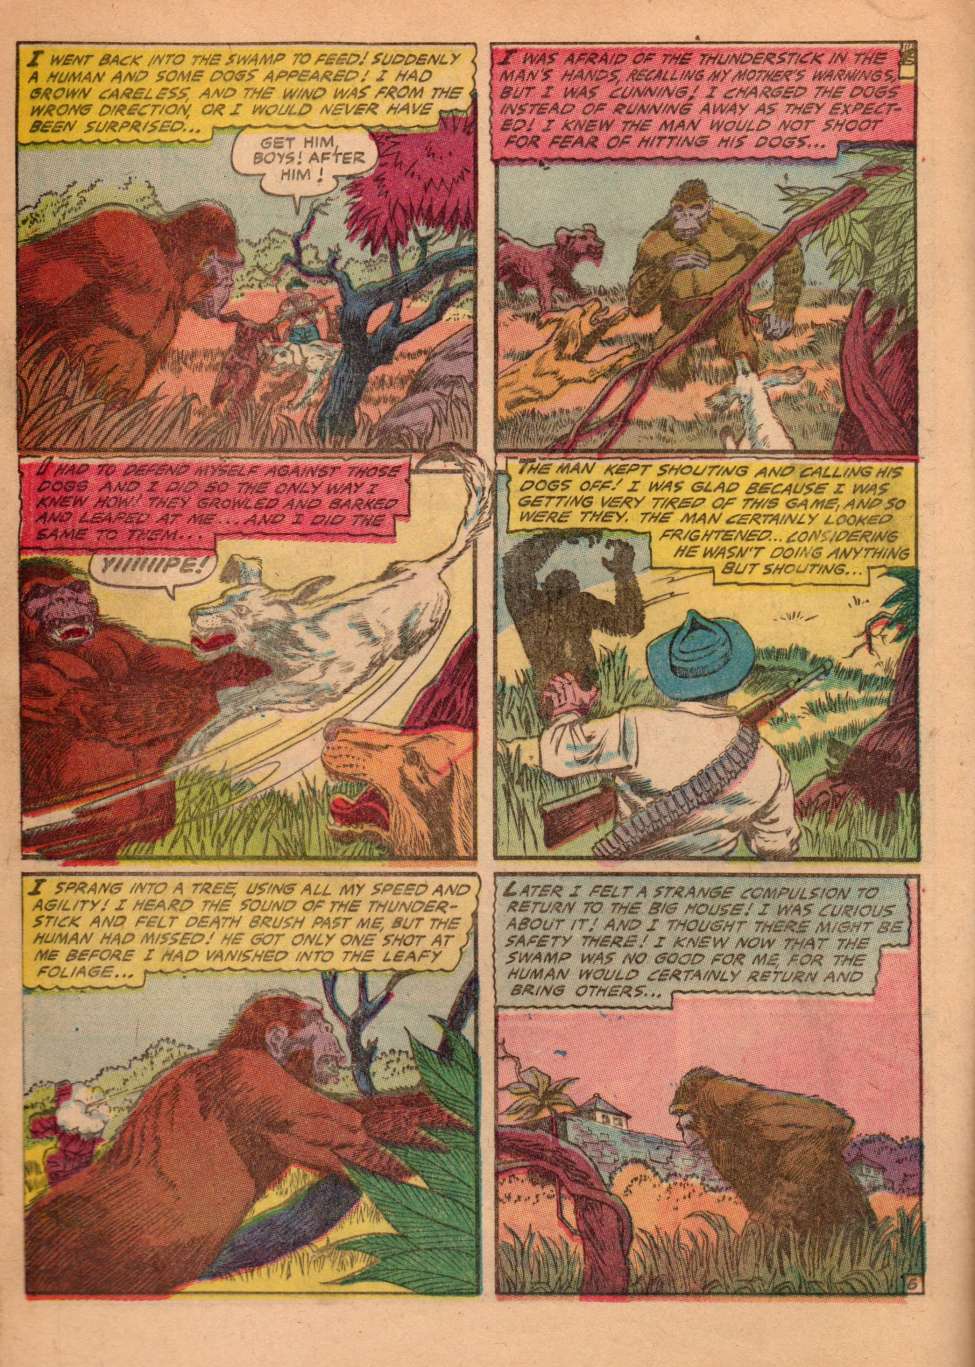 I WENT BACK INTO THE SWAMP TO FEED! SUDDENLY
A HUMAN AND SOME DOGS APPEARED! I HAD
GROWN CARELESS, AND THE WIND WAS FROM THE
WRONG DIRECTION, OR I WOULD NEVER HAVE
BEEN SURPRISED...
GET HIM,
BOYS! AFTER
HIM!
I WAS AFRAID OF THE THUNDERSTICK IN THE
MAN'S HANDS, RECALLING MY MOTHER'S WARNINGS,
BUT I WAS CUNNING! I CHARGED THE DOGS
INSTEAD OF RUNNING AWAY AS THEY EXPECT-
ED! I KNEW THE MAN WOULD NOT SHOOT
FOR FEAR OF HITTING HIS DOGS...
I HAD TO DEFEND MYSELF AGAINST THOSE
DOGS AND I DID SO THE ONLY WAY I
KNEW HOW! THEY GROWLED AND BARKED
AND LEAPED AT ME...AND I DID THE
SAME TO THEM...
YIIIIIIPE!
THE MAN KEPT SHOUTING AND CALLING HIS
DOGS OFF! I WAS GLAD BECAUSE I WAS
GETTING VERY TIRED OF THIS GAME, AND SO
WERE THEY. THE MAN CERTAINLY LOOKED
FRIGHTENED...CONSIDERING
HE WASN'T DOING ANYTHING
BUT SHOUTING...
I SPRANG INTO A TREE, USING ALL MY SPEED AND
AGILITY! I HEARD THE SOUND OF THE THUNDER-
STICK AND FELT DEATH BRUSH PAST ME, BUT THE
HUMAN HAD MISSED! HE GOT ONLY ONE SHOT AT
ME BEFORE I HAD VANISHED INTO THE LEAFY
FOLIAGE...
LATER I FELT A STRANGE COMPULSION TO
RETURN TO THE BIG HOUSE! I WAS CURIOUS
ABOUT IT! AND I THOUGHT THERE MIGHT BE
SAFETY THERE! I KNEW NOW THAT THE
SWAMP WAS NO GOOD FOR ME, FOR THE
HUMAN WOULD CERTAINLY RETURN AND
BRING OTHERS...
6